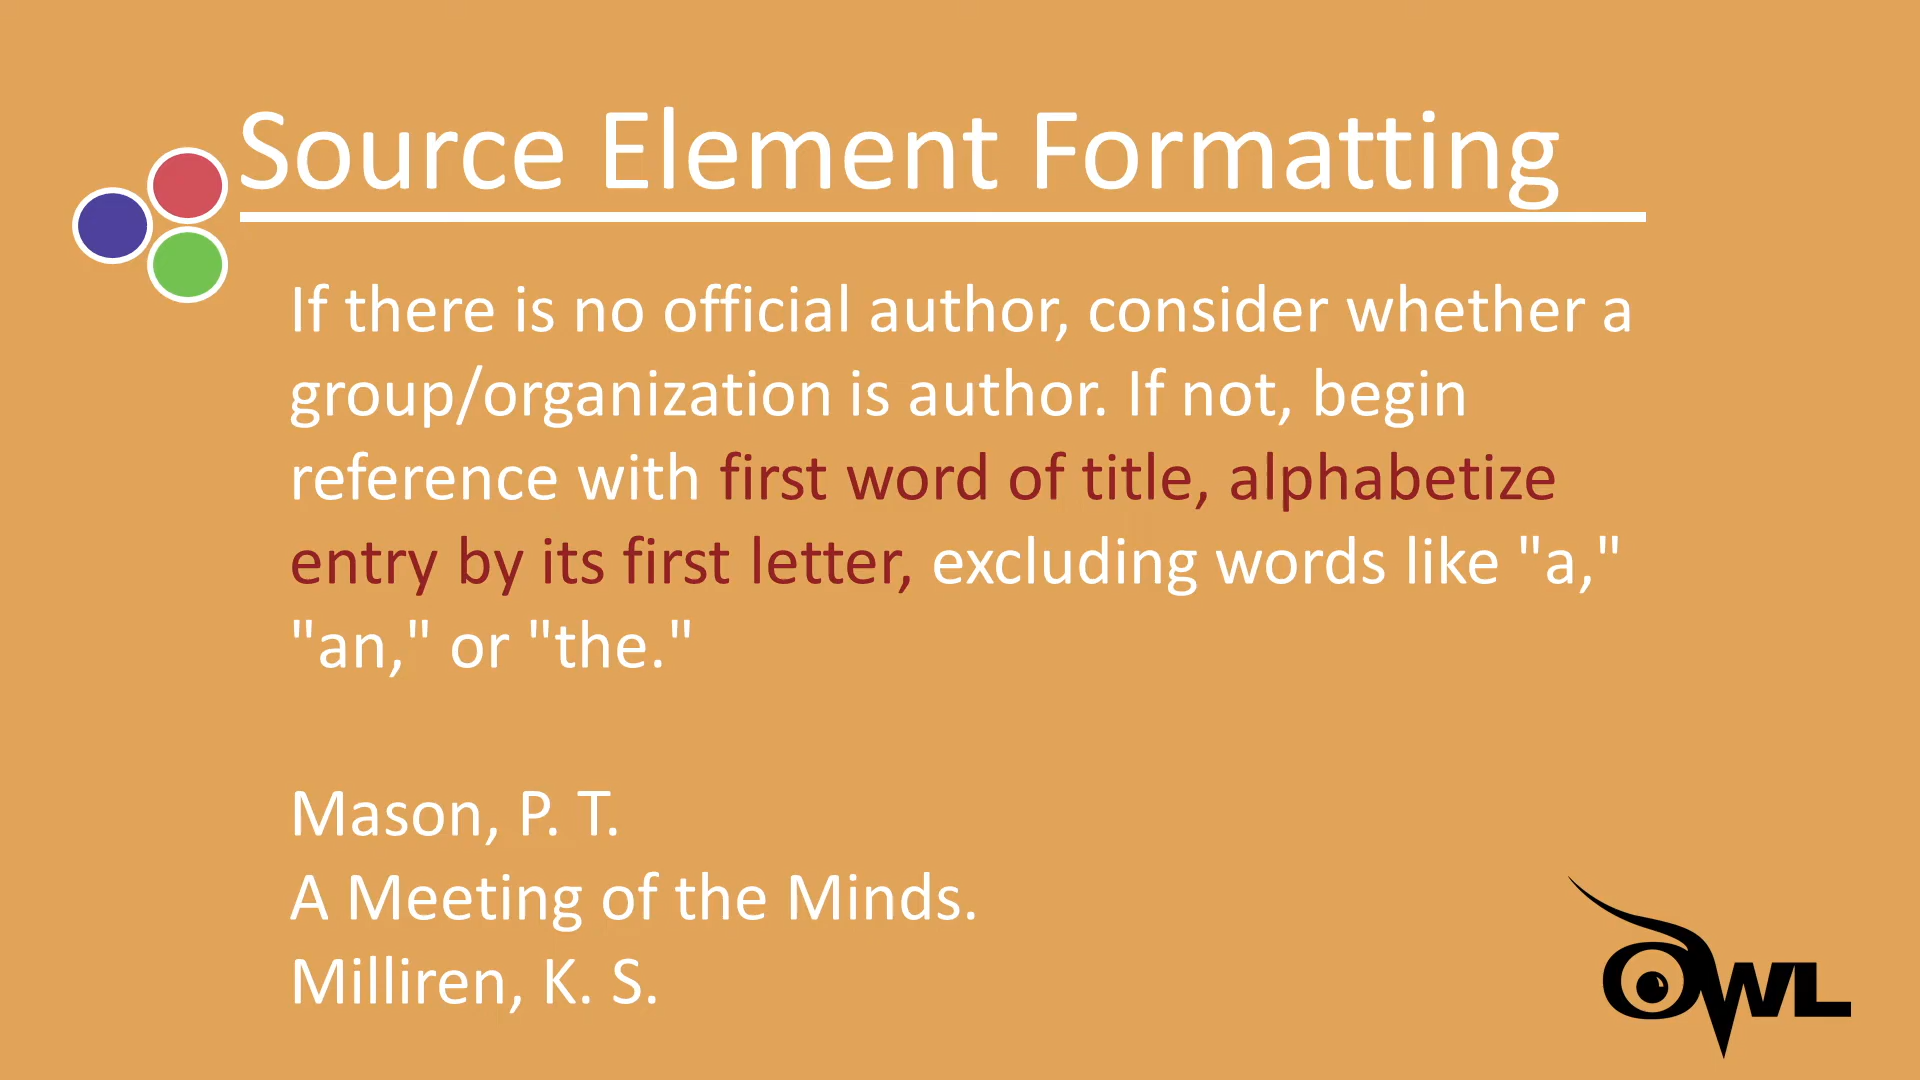 Source Element Formatting
If there is no official author, consider whether a
group/organization is author. If not, begin
reference with first word of title, alphabetize
entry by its first letter, excluding words like "a,"
"an," or "the."
Mason, P. T.
A Meeting of the Minds.
Milliren, K. S.
OWL